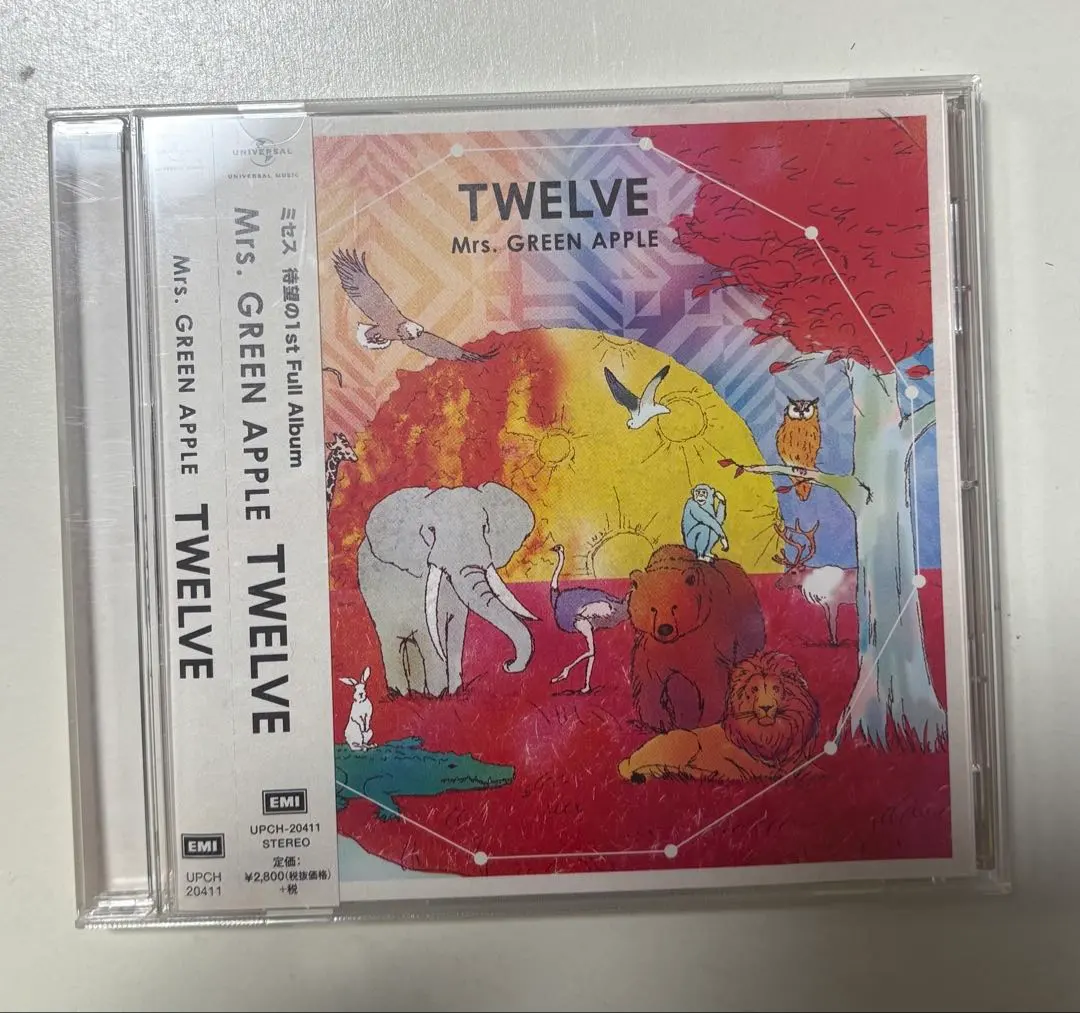 TWELVE
Mrs. GREEN APPLE
UNIVERSAL
UNIVERSAL MUSIC
ミセス 待望の1st Full Album
Mrs. GREEN APPLE TWELVE
EMI
UPCH-20411
STEREO
定価:
¥2,800(税抜価格)
+税
Mrs. GREEN APPLE TWELVE
EMI
UPCH
20411